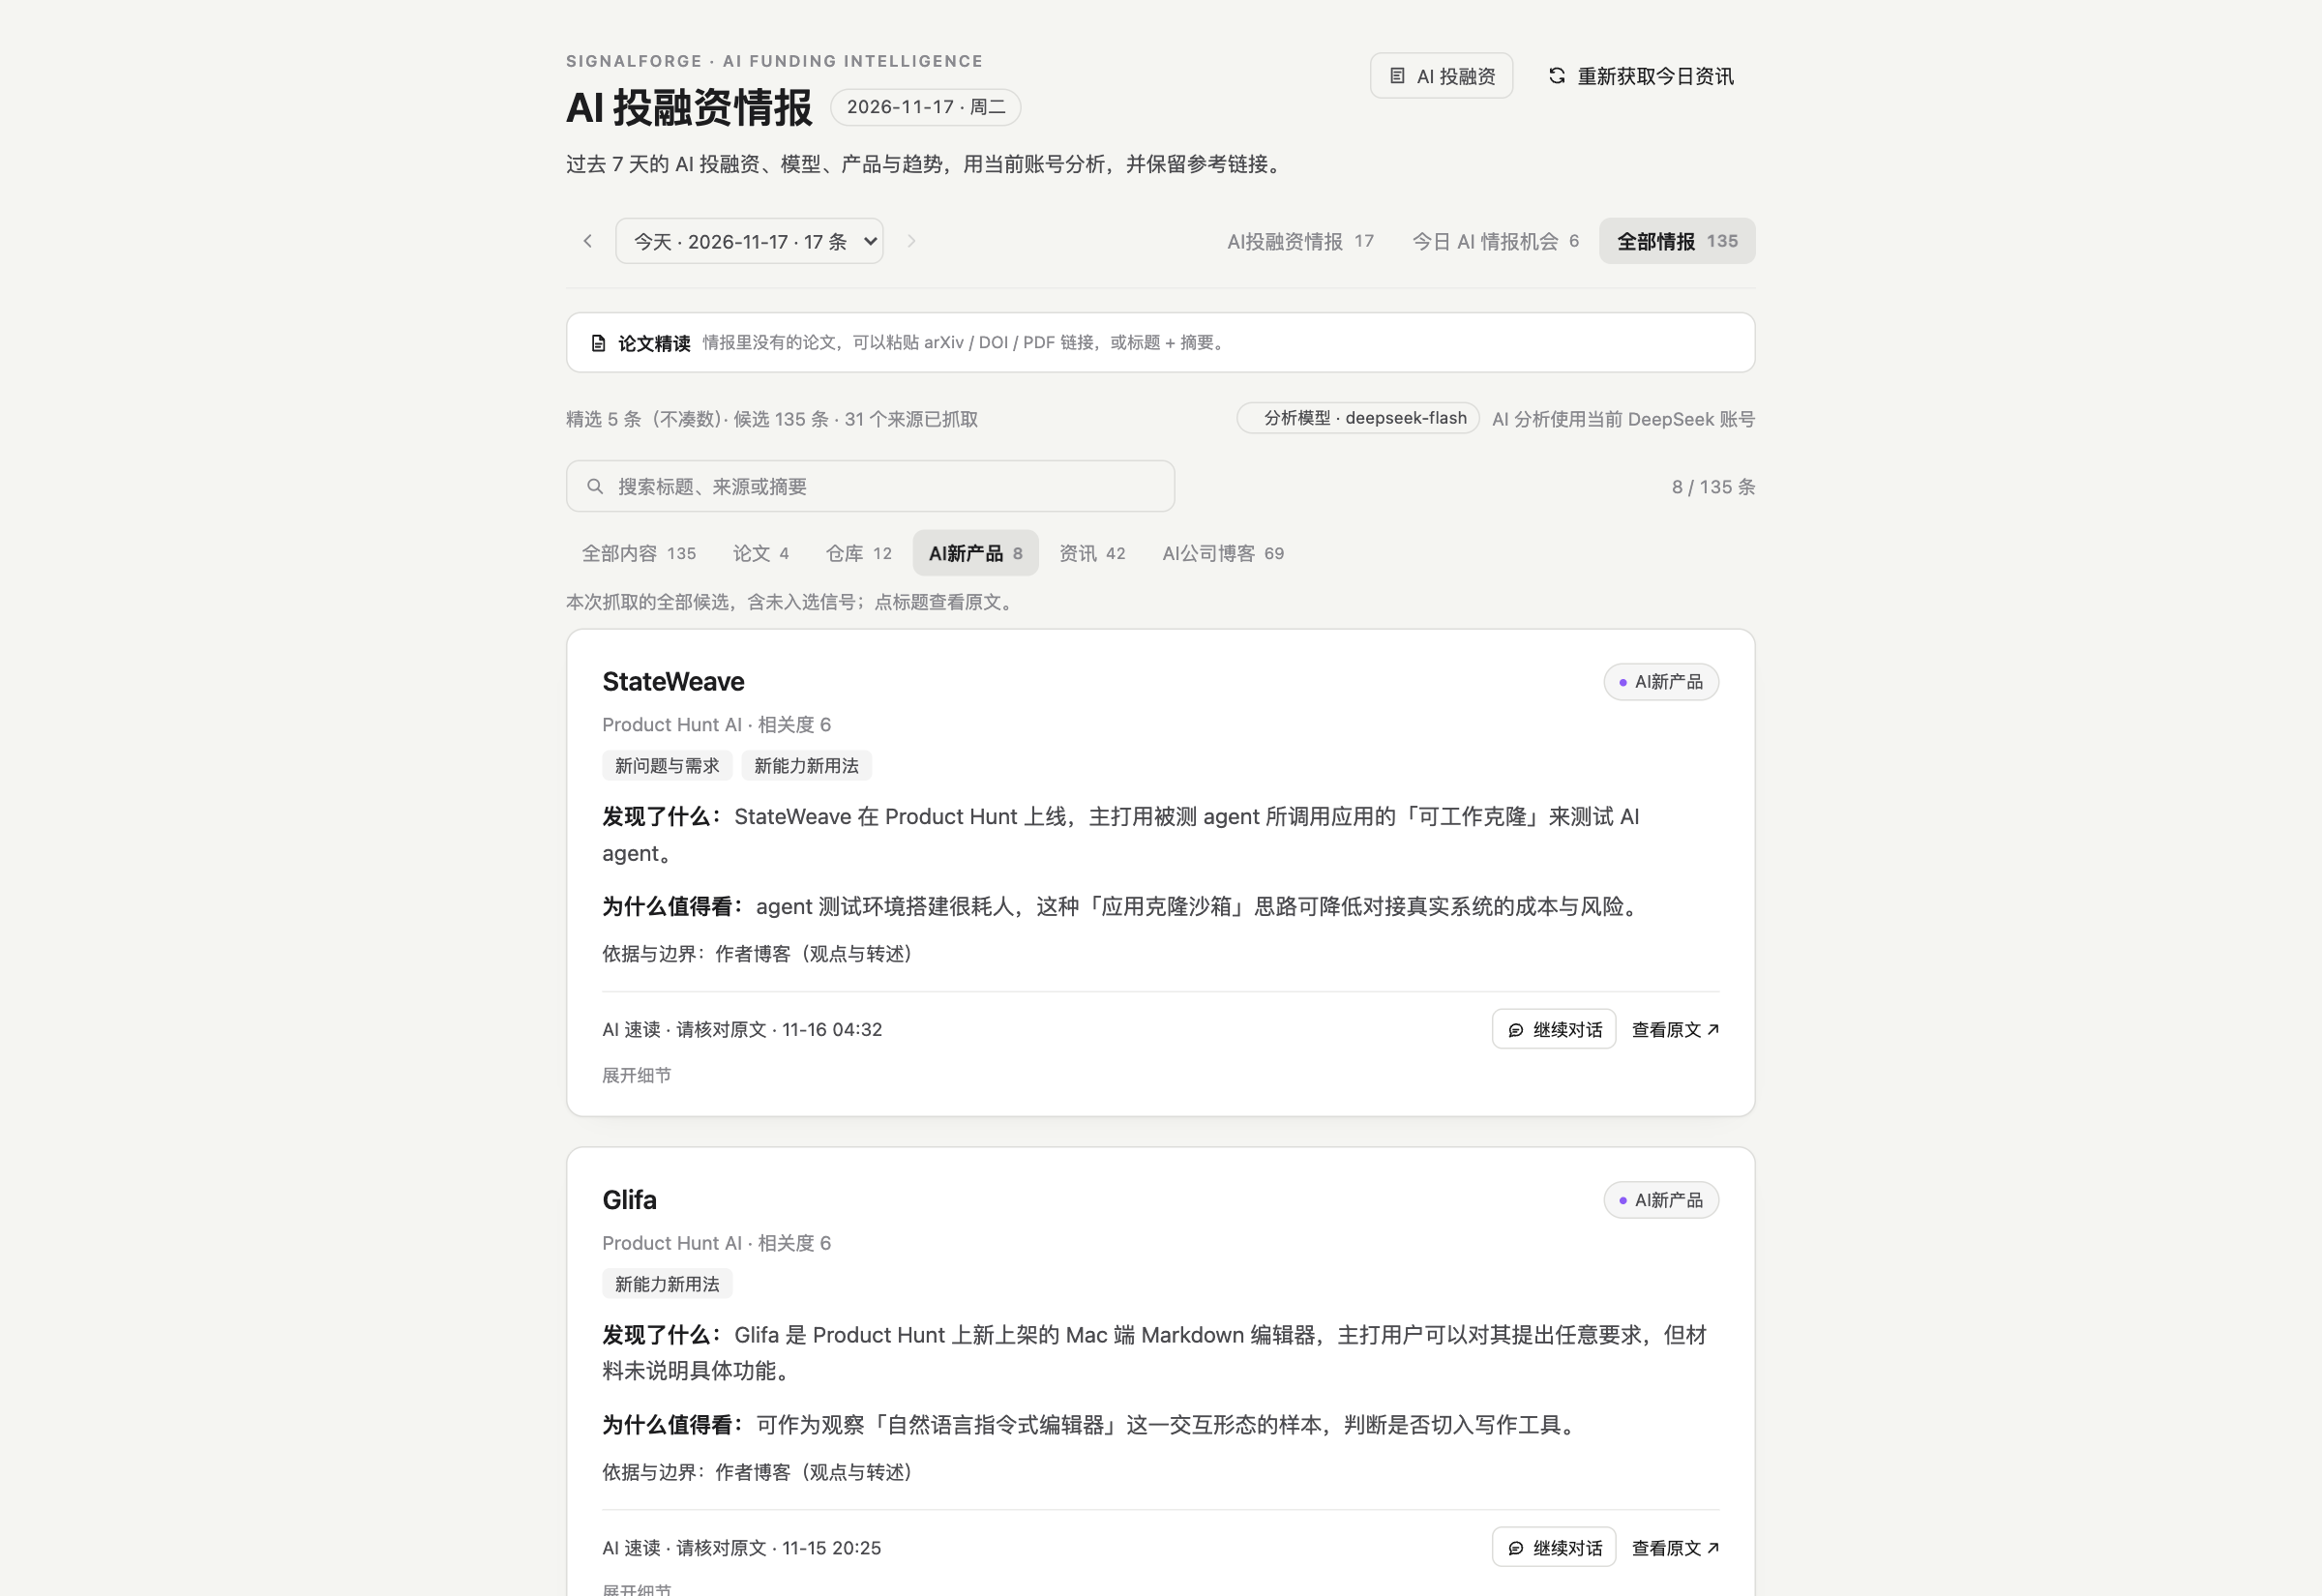 SIGNALFORGE · AI FUNDING INTELLIGENCE
AI 投融资情报
2026-11-17 · 周二
AI 投融资
重新获取今日资讯
过去 7 天的 AI 投融资、模型、产品与趋势，用当前账号分析，并保留参考链接。
今天 · 2026-11-17 · 17 条
AI投融资情报 17
今日 AI 情报机会 6
全部情报 135
论文精读 情报里没有的论文，可以粘贴 arXiv / DOI / PDF 链接，或标题 + 摘要。
精选 5 条（不凑数）· 候选 135 条 · 31 个来源已抓取
分析模型 · deepseek-flash
AI 分析使用当前 DeepSeek 账号
搜索标题、来源或摘要
8 / 135 条
全部内容 135
论文 4
仓库 12
AI新产品 8
资讯 42
AI公司博客 69
本次抓取的全部候选，含未入选信号；点标题查看原文。
StateWeave
AI新产品
Product Hunt AI · 相关度 6
新问题与需求
新能力新用法
发现了什么： StateWeave 在 Product Hunt 上线，主打用被测 agent 所调用应用的「可工作克隆」来测试 AI
agent。
为什么值得看： agent 测试环境搭建很耗人，这种「应用克隆沙箱」思路可降低对接真实系统的成本与风险。
依据与边界：作者博客（观点与转述）
AI 速读 · 请核对原文 · 11-16 04:32
继续对话
查看原文
展开细节
Glifa
AI新产品
Product Hunt AI · 相关度 6
新能力新用法
发现了什么： Glifa 是 Product Hunt 上新上架的 Mac 端 Markdown 编辑器，主打用户可以对其提出任意要求，但材
料未说明具体功能。
为什么值得看： 可作为观察「自然语言指令式编辑器」这一交互形态的样本，判断是否切入写作工具。
依据与边界：作者博客（观点与转述）
AI 速读 · 请核对原文 · 11-15 20:25
继续对话
查看原文
展开细节